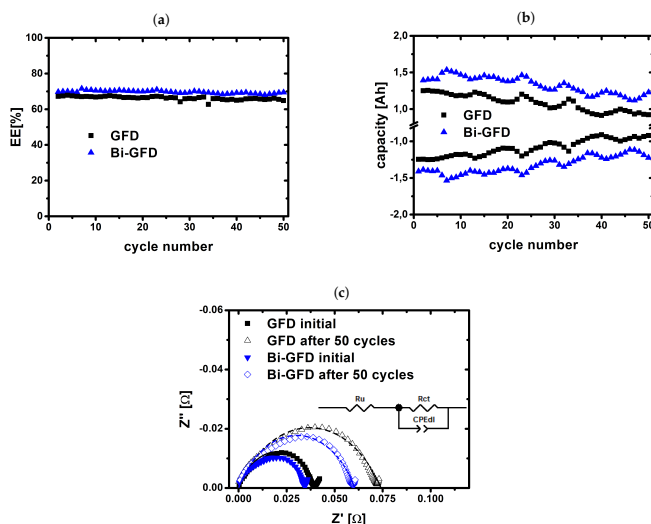 (a)
100
80
60
40
20
0
EE[%]
GFD
Bi-GFD
0 10 20 30 40 50
cycle number
(b)
1,5
1,0
-1,0
-1,5
-2,0
capacity [Ah]
GFD
Bi-GFD
0 10 20 30 40 50
cycle number
(c)
-0.06
-0.04
-0.02
0.00
Z'' [Ω]
GFD initial
GFD after 50 cycles
Bi-GFD initial
Bi-GFD after 50 cycles
Ru
Rct
CPEdl
0.000 0.025 0.050 0.075 0.100
Z' [Ω]